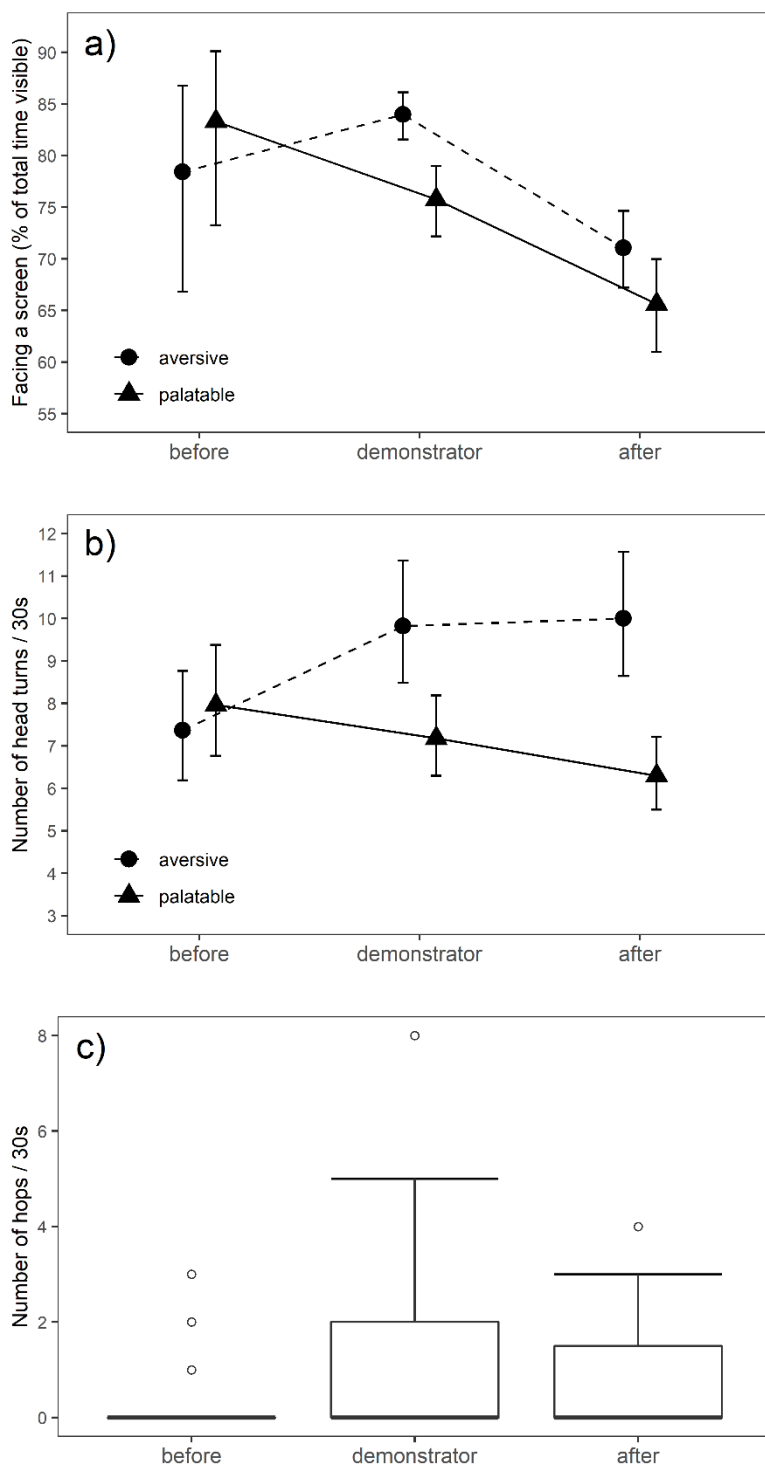 a)
Facing a screen (% of total time visible)
90
85
80
75
70
65
60
55
aversive
palatable
before demonstrator after
b)
Number of head turns / 30s
12
11
10
9
8
7
6
5
4
3
aversive
palatable
before demonstrator after
c)
Number of hops / 30s
8
6
4
2
0
before demonstrator after